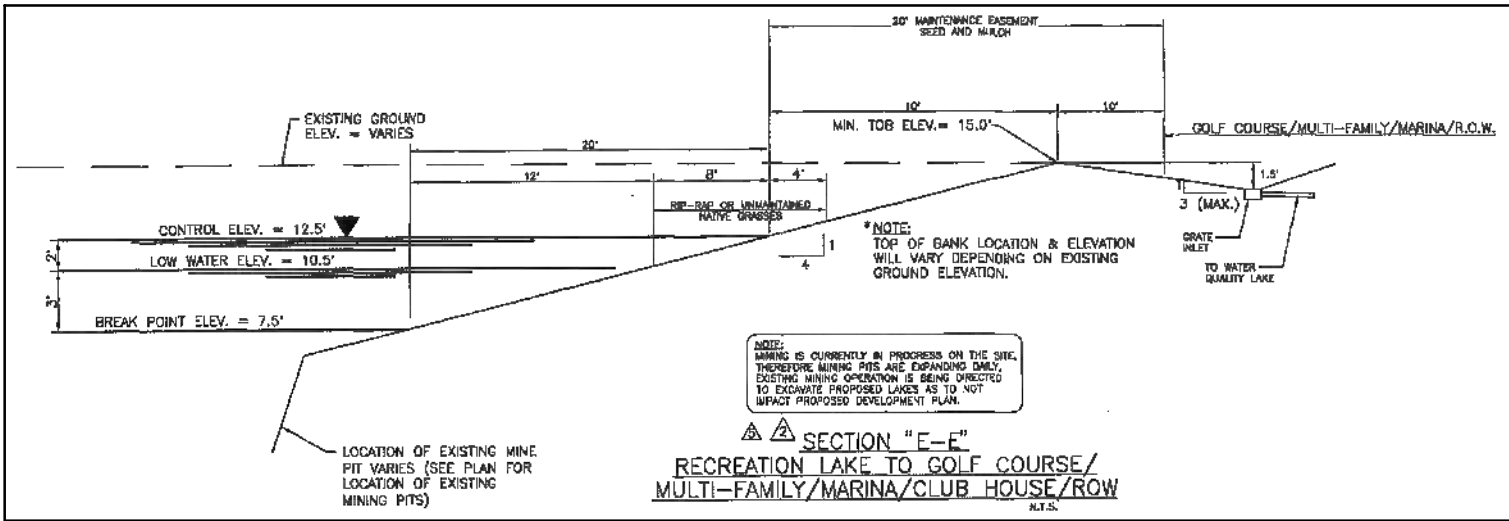 20' MAINTENANCE EASEMENT
SEED AND MULCH
10'
10'
EXISTING GROUND
ELEV. = VARIES
MIN. TOB ELEV.= 15.0'
GOLF COURSE/MULTI-FAMILY/MARINA/R.O.W.
20'
12'
8'
4'
1.5'
RIP-RAP OR UNMAINTAINED
NATIVE GRASSES
1
3 (MAX.)
CONTROL ELEV. = 12.5'
2'
LOW WATER ELEV. = 10.5'
3'
BREAK POINT ELEV. = 7.5'
1
4
*NOTE:
TOP OF BANK LOCATION & ELEVATION
WILL VARY DEPENDING ON EXISTING
GROUND ELEVATION.
GRATE
INLET
TO WATER
QUALITY LAKE
NOTE:
MINING IS CURRENTLY IN PROGRESS ON THE SITE,
THEREFORE MINING PITS ARE EXPANDING DAILY,
EXISTING MINING OPERATION IS BEING DIRECTED
TO EXCAVATE PROPOSED LAKES AS TO NOT
IMPACT PROPOSED DEVELOPMENT PLAN.
LOCATION OF EXISTING MINE
PIT VARIES (SEE PLAN FOR
LOCATION OF EXISTING
MINING PITS)
5 2 SECTION "E-E"
RECREATION LAKE TO GOLF COURSE/
MULTI-FAMILY/MARINA/CLUB HOUSE/ROW
N.T.S.